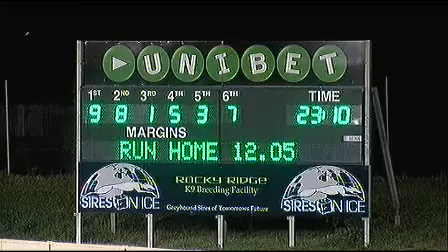 UNIBET
1ST 2ND 3RD 4TH 5TH 6TH TIME
9 8 1 5 3 7 23:10
MARGINS
RUN HOME 12.05
ROCKY RIDGE
K9 Breeding Facility
SIRES ON ICE
Greyhound Sires of Tomorrows Future
SIRES ON ICE